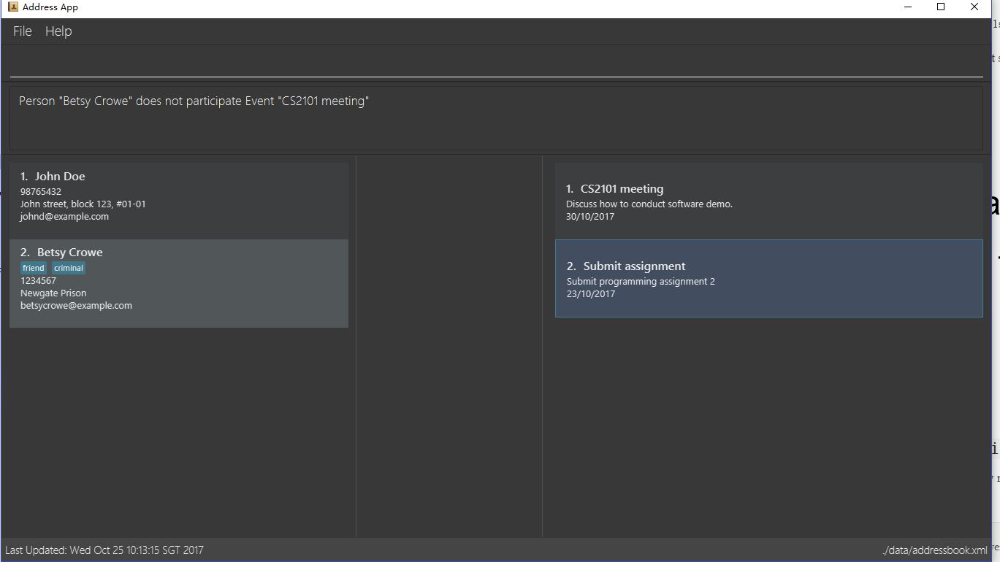 Address App
File Help
Person "Betsy Crowe" does not participate Event "CS2101 meeting"
1. John Doe
98765432
John street, block 123, #01-01
johnd@example.com
2. Betsy Crowe
friend criminal
1234567
Newgate Prison
betsycrowe@example.com
1. CS2101 meeting
Discuss how to conduct software demo.
30/10/2017
2. Submit assignment
Submit programming assignment 2
23/10/2017
Last Updated: Wed Oct 25 10:13:15 SGT 2017
./data/addressbook.xml